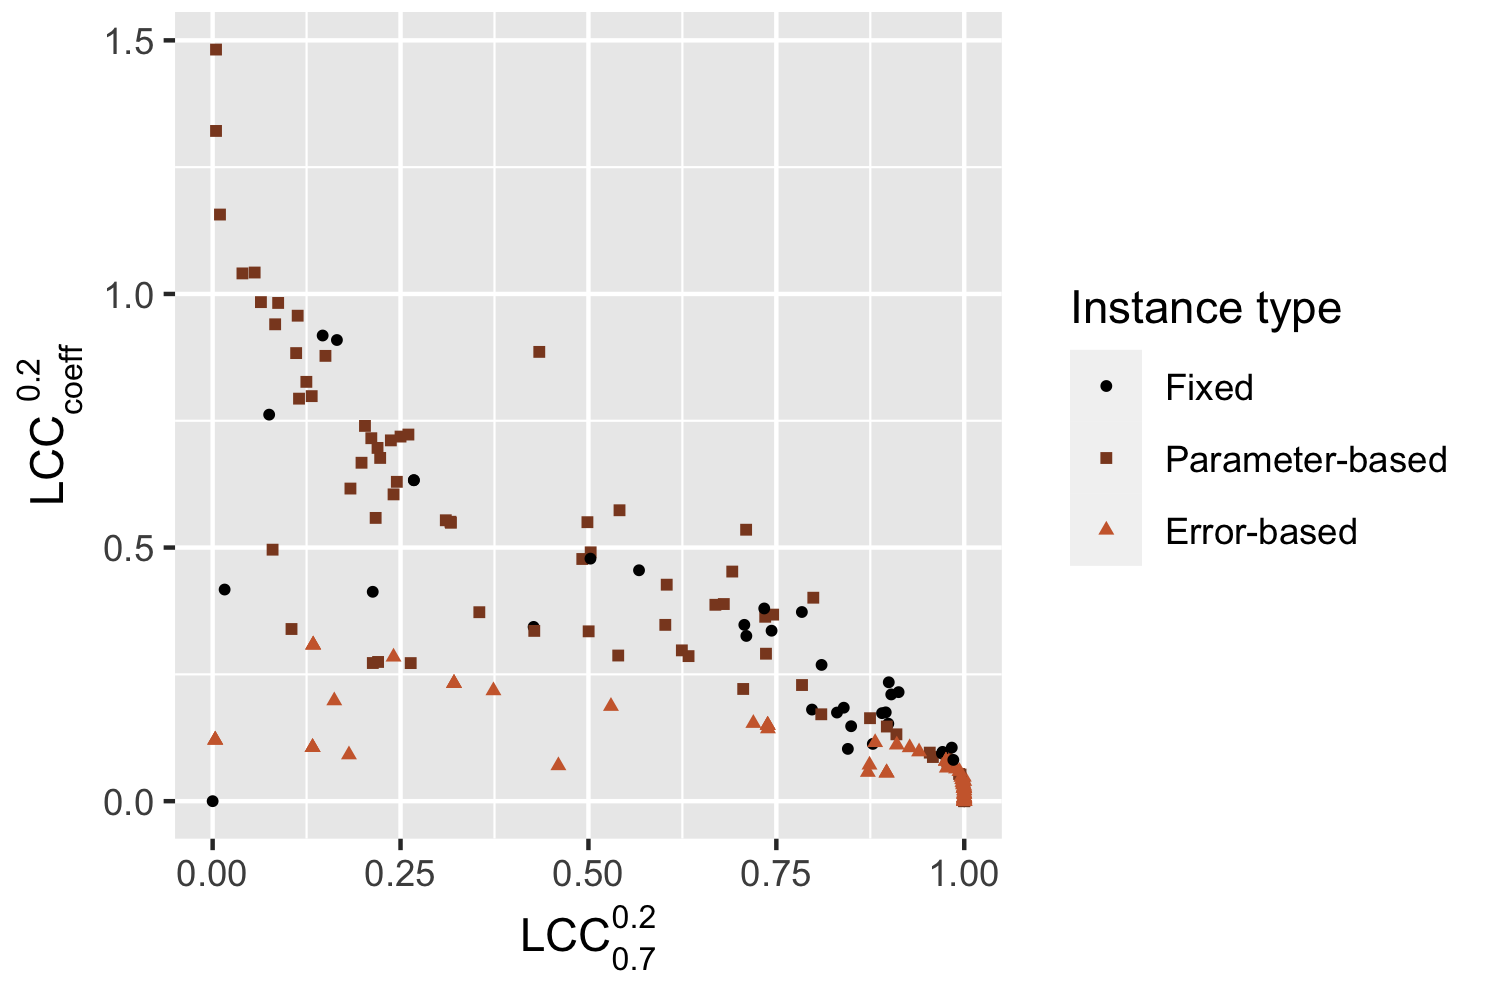 1.5
1.0
0.5
0.0
LCC^{0.2}_{coeff}
0.00 0.25 0.50 0.75 1.00
LCC^{0.2}_{0.7}
Instance type
Fixed
Parameter-based
Error-based